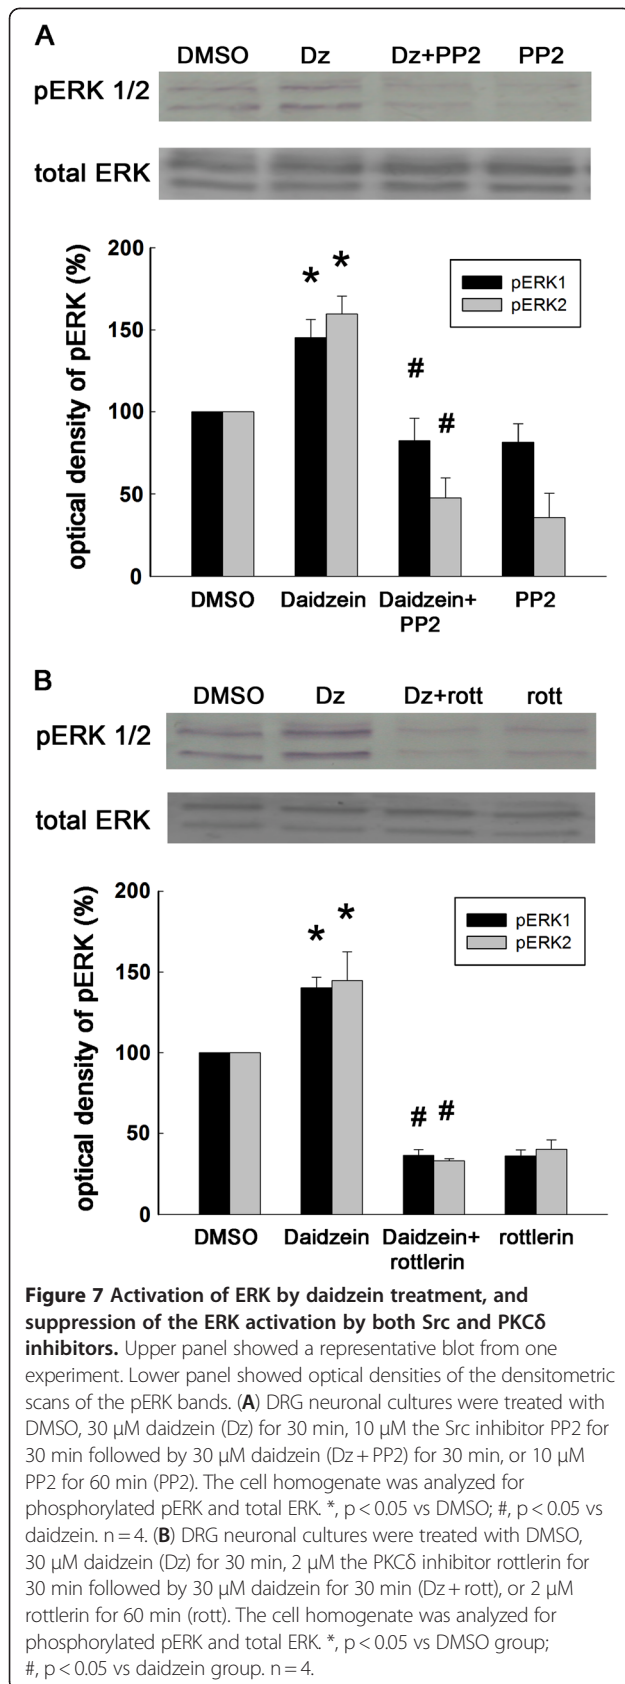 A
DMSO Dz Dz+PP2 PP2
pERK 1/2
total ERK
optical density of pERK (%)
200
150
100
50
0
pERK1
pERK2
* *
# #
DMSO Daidzein Daidzein+ PP2
PP2
B
DMSO Dz Dz+rott rott
pERK 1/2
total ERK
optical density of pERK (%)
200
150
100
50
0
pERK1
pERK2
* *
# #
DMSO Daidzein Daidzein+ rottlerin
rottlerin
Figure 7 Activation of ERK by daidzein treatment, and
suppression of the ERK activation by both Src and PKCδ
inhibitors. Upper panel showed a representative blot from one
experiment. Lower panel showed optical densities of the densitometric
scans of the pERK bands. (A) DRG neuronal cultures were treated with
DMSO, 30 μM daidzein (Dz) for 30 min, 10 μM the Src inhibitor PP2 for
30 min followed by 30 μM daidzein (Dz + PP2) for 30 min, or 10 μM
PP2 for 60 min (PP2). The cell homogenate was analyzed for
phosphorylated pERK and total ERK. *, p < 0.05 vs DMSO; #, p < 0.05 vs
daidzein. n = 4. (B) DRG neuronal cultures were treated with DMSO,
30 μM daidzein (Dz) for 30 min, 2 μM the PKCδ inhibitor rottlerin for
30 min followed by 30 μM daidzein for 30 min (Dz + rott), or 2 μM
rottlerin for 60 min (rott). The cell homogenate was analyzed for
phosphorylated pERK and total ERK. *, p < 0.05 vs DMSO group;
#, p < 0.05 vs daidzein group. n = 4.